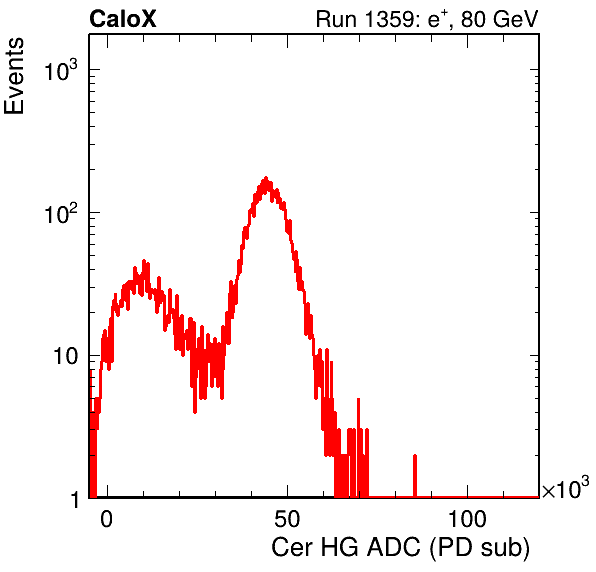 CaloX Run 1359: e⁺, 80 GeV
Events
10³
10²
10
1
0 50 100
×10³
Cer HG ADC (PD sub)